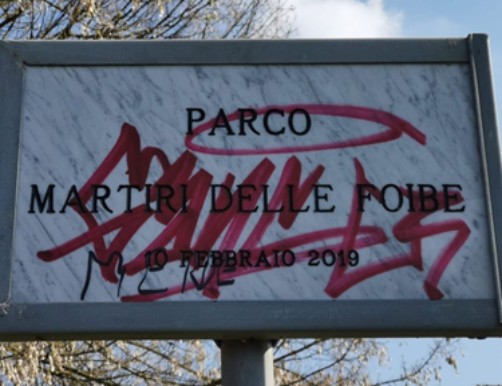 PARCO
MARTIRI DELLE FOIBE
10 FEBBRAIO 2019